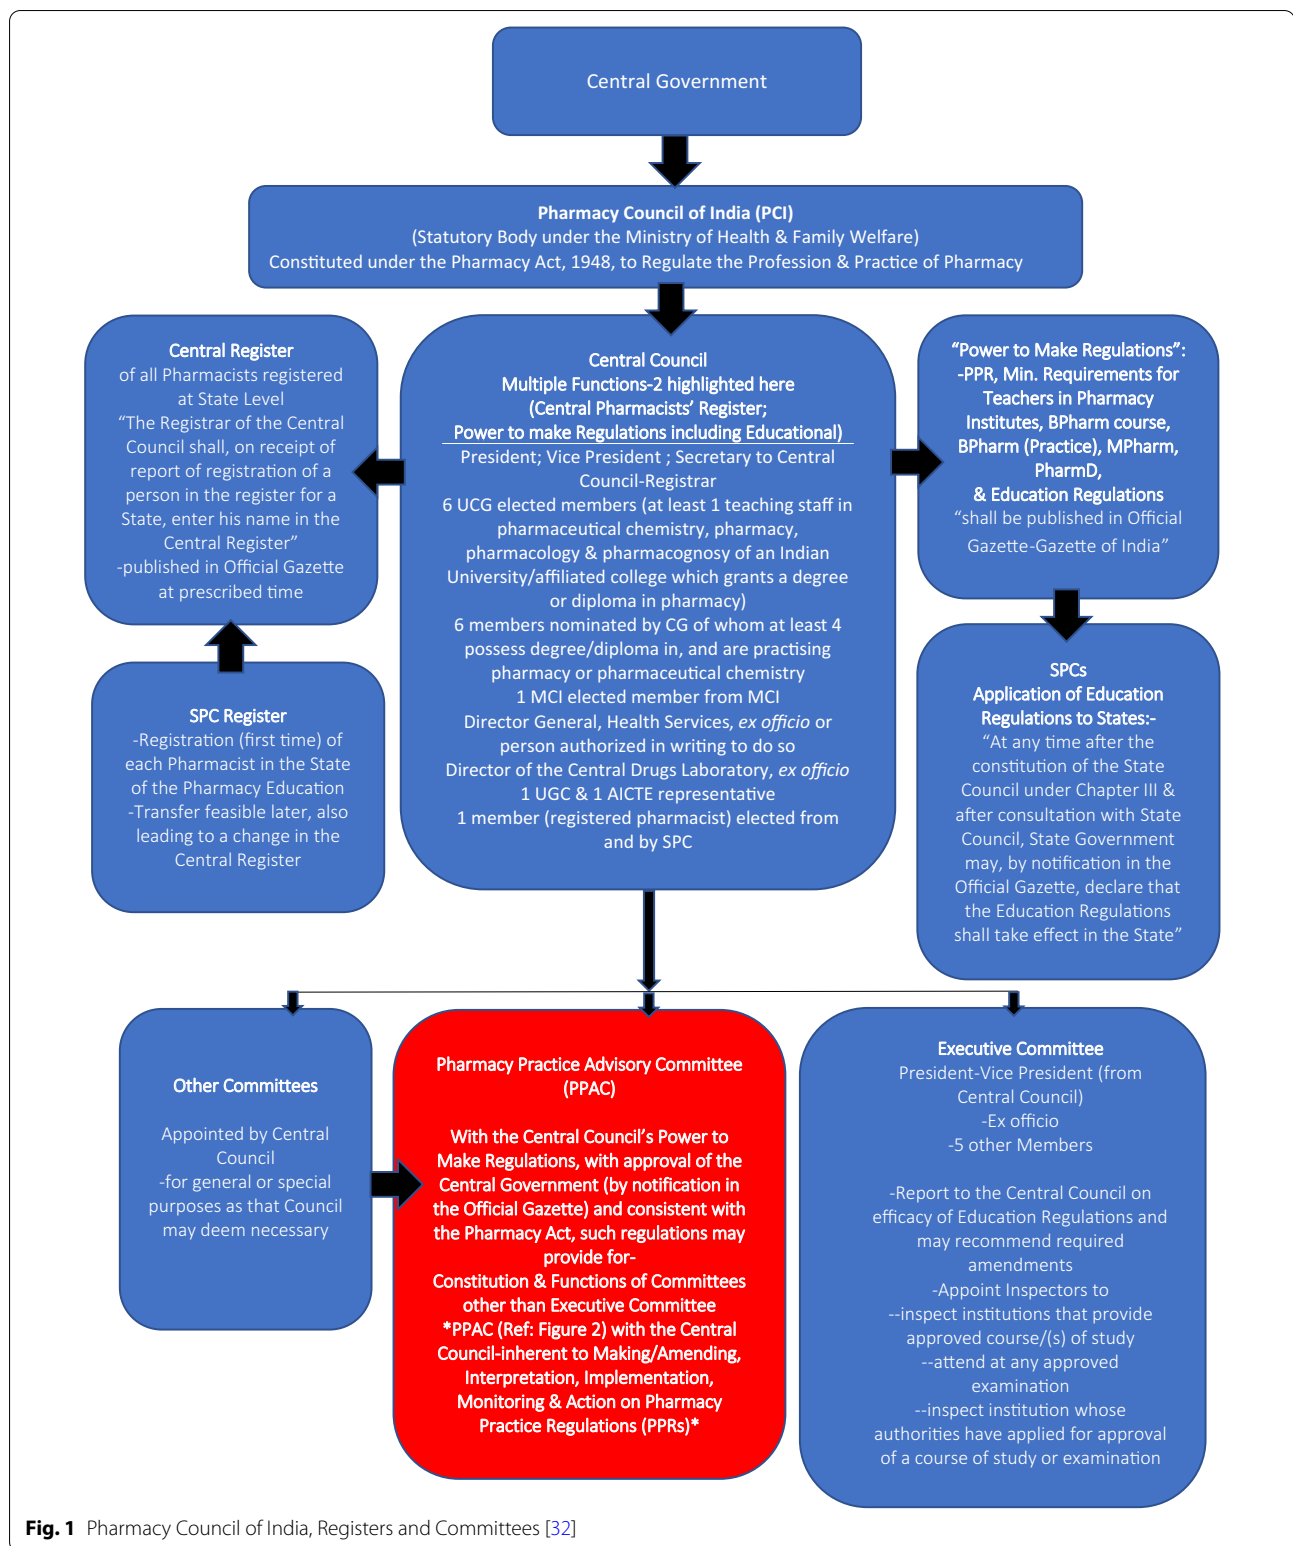 Central Government
Pharmacy Council of India (PCI)
(Statutory Body under the Ministry of Health & Family Welfare)
Constituted under the Pharmacy Act, 1948, to Regulate the Profession & Practice of Pharmacy
Central Register
of all Pharmacists registered
at State Level
“The Registrar of the Central
Council shall, on receipt of
report of registration of a
person in the register for a
State, enter his name in the
Central Register”
-published in Official Gazette
at prescribed time
Central Council
Multiple Functions-2 highlighted here
(Central Pharmacists’ Register;
Power to make Regulations including Educational)
President; Vice President ; Secretary to Central
Council-Registrar
6 UCG elected members (at least 1 teaching staff in
pharmaceutical chemistry, pharmacy,
pharmacology & pharmacognosy of an Indian
University/affiliated college which grants a degree
or diploma in pharmacy)
6 members nominated by CG of whom at least 4
possess degree/diploma in, and are practising
pharmacy or pharmaceutical chemistry
1 MCI elected member from MCI
Director General, Health Services, ex officio or
person authorized in writing to do so
Director of the Central Drugs Laboratory, ex officio
1 UGC & 1 AICTE representative
1 member (registered pharmacist) elected from
and by SPC
“Power to Make Regulations”:
-PPR, Min. Requirements for
Teachers in Pharmacy
Institutes, BPharm course,
BPharm (Practice), MPharm,
PharmD,
& Education Regulations
“shall be published in Official
Gazette-Gazette of India”
SPC Register
-Registration (first time) of
each Pharmacist in the State
of the Pharmacy Education
-Transfer feasible later, also
leading to a change in the
Central Register
SPCs
Application of Education
Regulations to States:-
“At any time after the
constitution of the State
Council under Chapter III &
after consultation with State
Council, State Government
may, by notification in the
Official Gazette, declare that
the Education Regulations
shall take effect in the State”
Other Committees
Appointed by Central
Council
-for general or special
purposes as that Council
may deem necessary
Pharmacy Practice Advisory Committee
(PPAC)
With the Central Council’s Power to
Make Regulations, with approval of the
Central Government (by notification in
the Official Gazette) and consistent with
the Pharmacy Act, such regulations may
provide for-
Constitution & Functions of Committees
other than Executive Committee
*PPAC (Ref: Figure 2) with the Central
Council-inherent to Making/Amending,
Interpretation, Implementation,
Monitoring & Action on Pharmacy
Practice Regulations (PPRs)*
Executive Committee
President-Vice President (from
Central Council)
-Ex officio
-5 other Members
-Report to the Central Council on
efficacy of Education Regulations and
may recommend required
amendments
-Appoint Inspectors to
--inspect institutions that provide
approved course/(s) of study
--attend at any approved
examination
--inspect institution whose
authorities have applied for approval
of a course of study or examination
Fig. 1 Pharmacy Council of India, Registers and Committees [32]